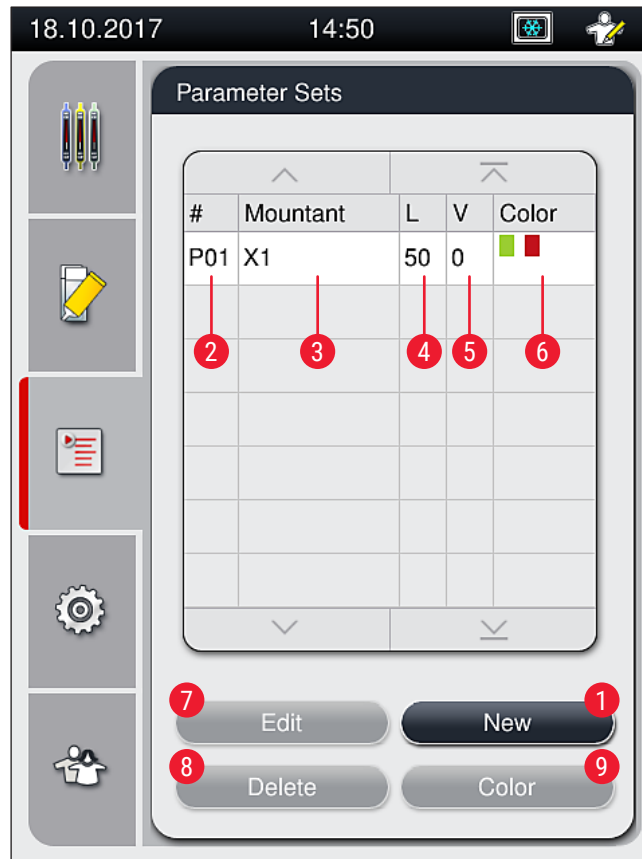 18.10.2017 14:50
Parameter Sets
# Mountant L V Color
P01 X1 50 0
2 3 4 5 6
7 1
Edit New
8 9
Delete Color